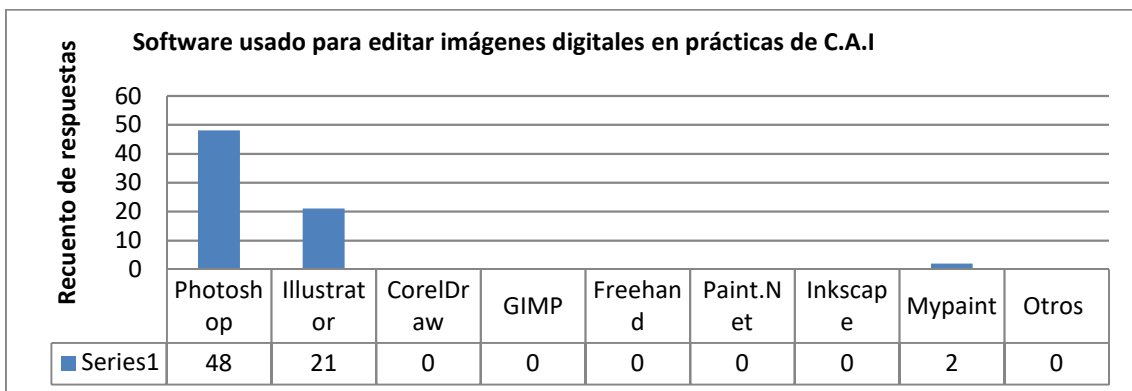 Software usado para editar imágenes digitales en prácticas de C.A.I
Recuento de respuestas
60
50
40
30
20
10
0
Photosh
op
Illustrat
or
CorelDr
aw
GIMP
Freehan
d
Paint.N
et
Inkscap
e
Mypaint
Otros
Series1 48 21 0 0 0 0 0 2 0